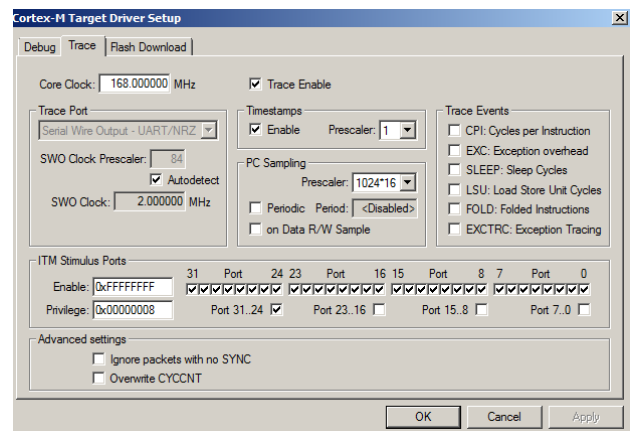 Cortex-M Target Driver Setup
Debug Trace Flash Download
Core Clock: 168.000000 MHz
Trace Enable
Trace Port
Serial Wire Output - UART/NRZ
SWO Clock Prescaler: 84
Autodetect
SWO Clock: 2.000000 MHz
Timestamps
Enable Prescaler: 1
PC Sampling
Prescaler: 1024*16
Periodic Period: <Disabled>
on Data R/W Sample
Trace Events
CPI: Cycles per Instruction
EXC: Exception overhead
SLEEP: Sleep Cycles
LSU: Load Store Unit Cycles
FOLD: Folded Instructions
EXCTRC: Exception Tracing
ITM Stimulus Ports
31 Port 24 23 Port 16 15 Port 8 7 Port 0
Enable: 0xFFFFFFFF
Privilege: 0x00000008 Port 31..24 Port 23..16 Port 15..8 Port 7..0
Advanced settings
Ignore packets with no SYNC
Overwrite CYCCNT
OK Cancel Apply